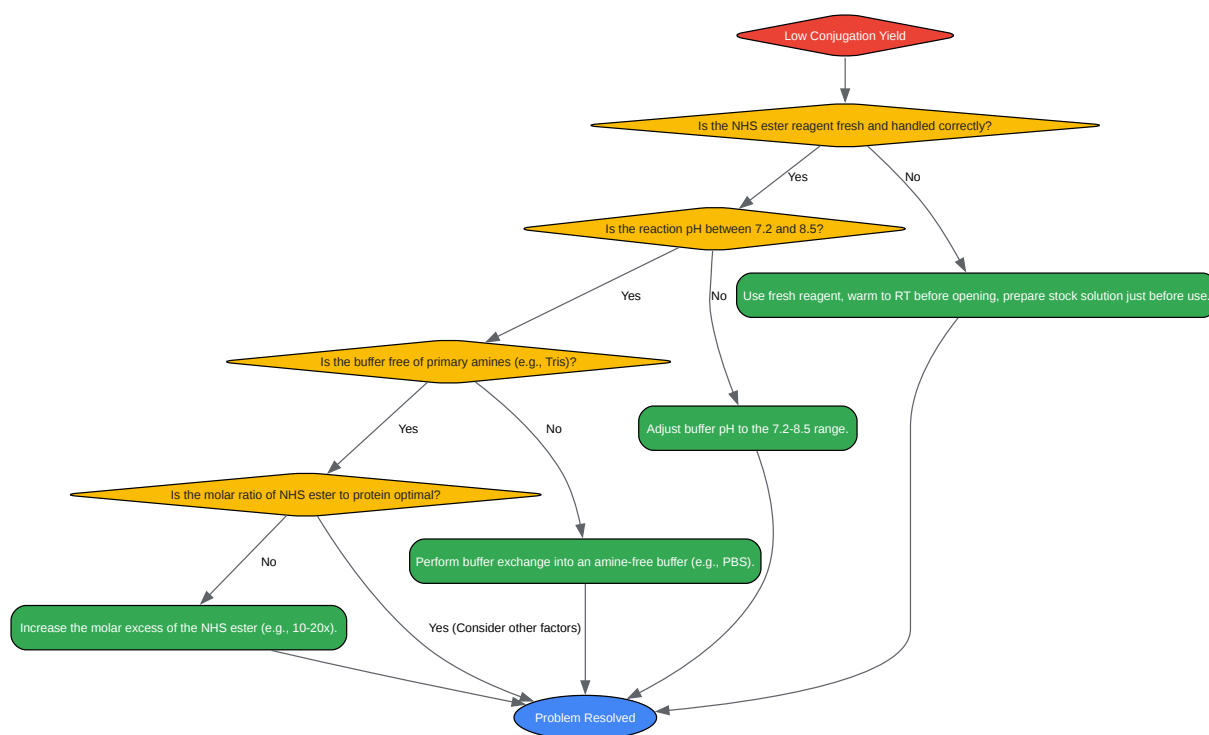 Low Conjugation Yield
Is the NHS ester reagent fresh and handled correctly?
Yes
No
Is the reaction pH between 7.2 and 8.5?
Use fresh reagent, warm to RT before opening, prepare stock solution just before use.
Yes
No
Is the buffer free of primary amines (e.g., Tris)?
Adjust buffer pH to the 7.2-8.5 range.
Yes
No
Is the molar ratio of NHS ester to protein optimal?
Perform buffer exchange into an amine-free buffer (e.g., PBS).
No
Increase the molar excess of the NHS ester (e.g., 10-20x).
Yes (Consider other factors)
Problem Resolved